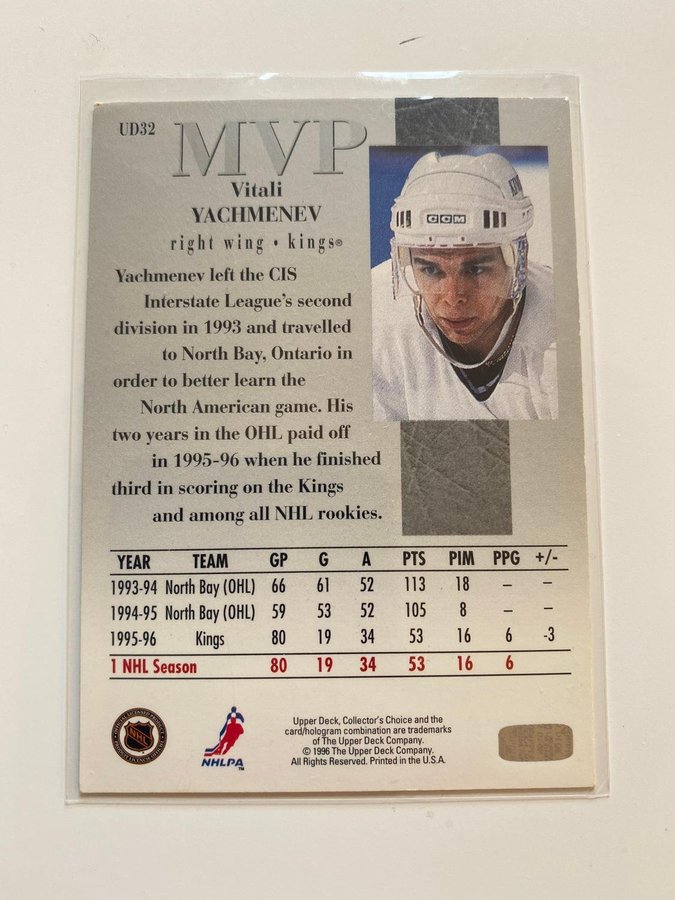 UD32
MVP
Vitali
YACHMENEV
right wing • kings®
Yachmenev left the CIS
Interstate League's second
division in 1993 and travelled
to North Bay, Ontario in
order to better learn the
North American game. His
two years in the OHL paid off
in 1995-96 when he finished
third in scoring on the Kings
and among all NHL rookies.
CCM
YEAR TEAM GP G A PTS PIM PPG +/-
1993-94 North Bay (OHL) 66 61 52 113 18 – –
1994-95 North Bay (OHL) 59 53 52 105 8 – –
1995-96 Kings 80 19 34 53 16 6 -3
1 NHL Season 80 19 34 53 16 6
NHL
NHLPA™
Upper Deck, Collector's Choice and the
card/hologram combination are trademarks
of The Upper Deck Company.
© 1996 The Upper Deck Company.
All Rights Reserved. Printed in the U.S.A.